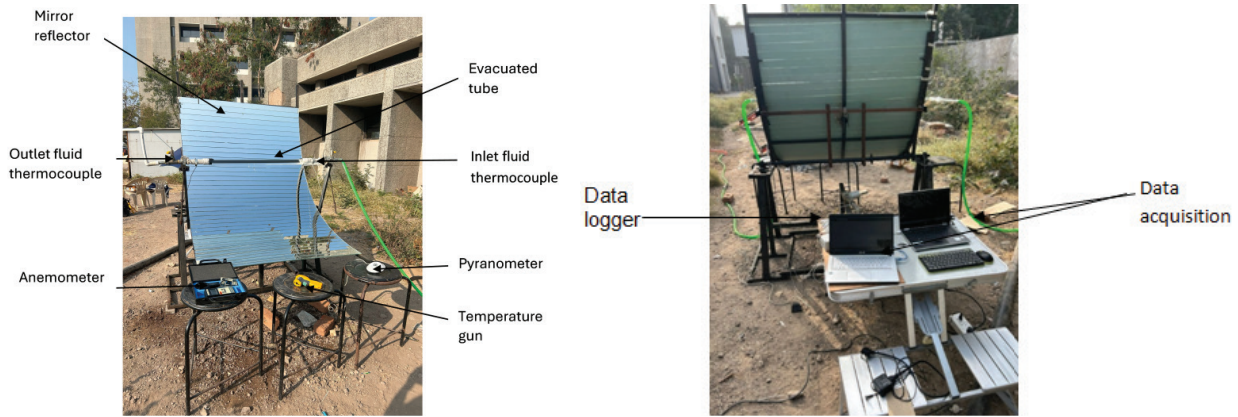 Mirror
reflector
Evacuated
tube
Outlet fluid
thermocouple
Inlet fluid
thermocouple
Anemometer
Pyranometer
Temperature
gun
Data
logger
Data
acquisition